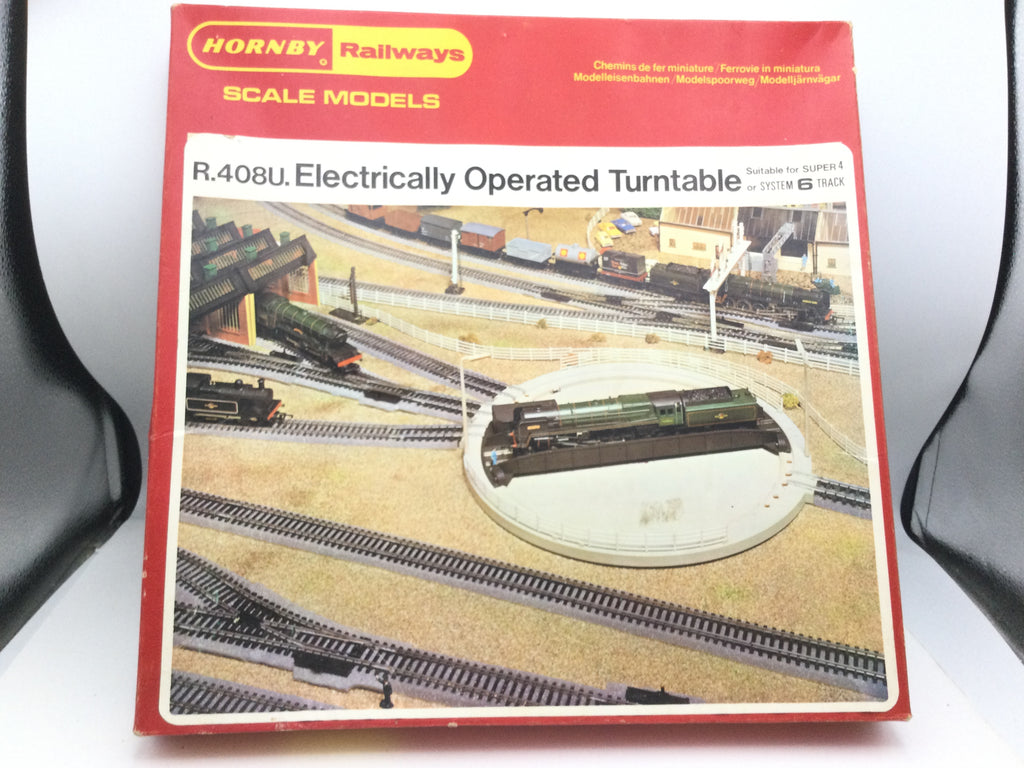 HORNBY Railways
SCALE MODELS
Chemins de fer miniature / Ferrovie in miniatura
Modelleisenbahnen / Modelspoorweg / Modelljärnvägar
R.408U. Electrically Operated Turntable
Suitable for SUPER 4
or SYSTEM 6 TRACK